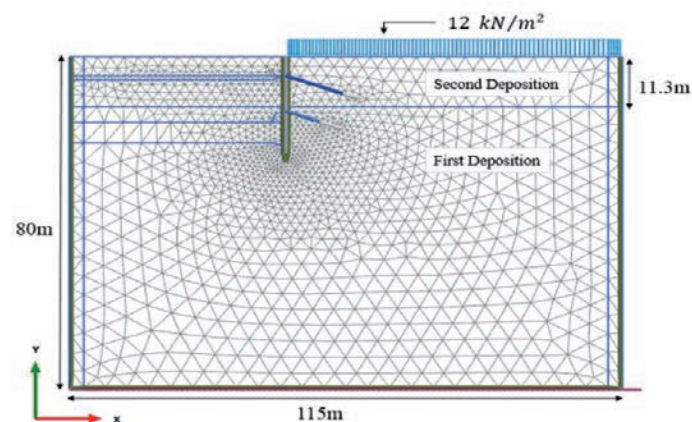 12 kN/m²
Second Deposition
11.3m
First Deposition
80m
Y
X
115m